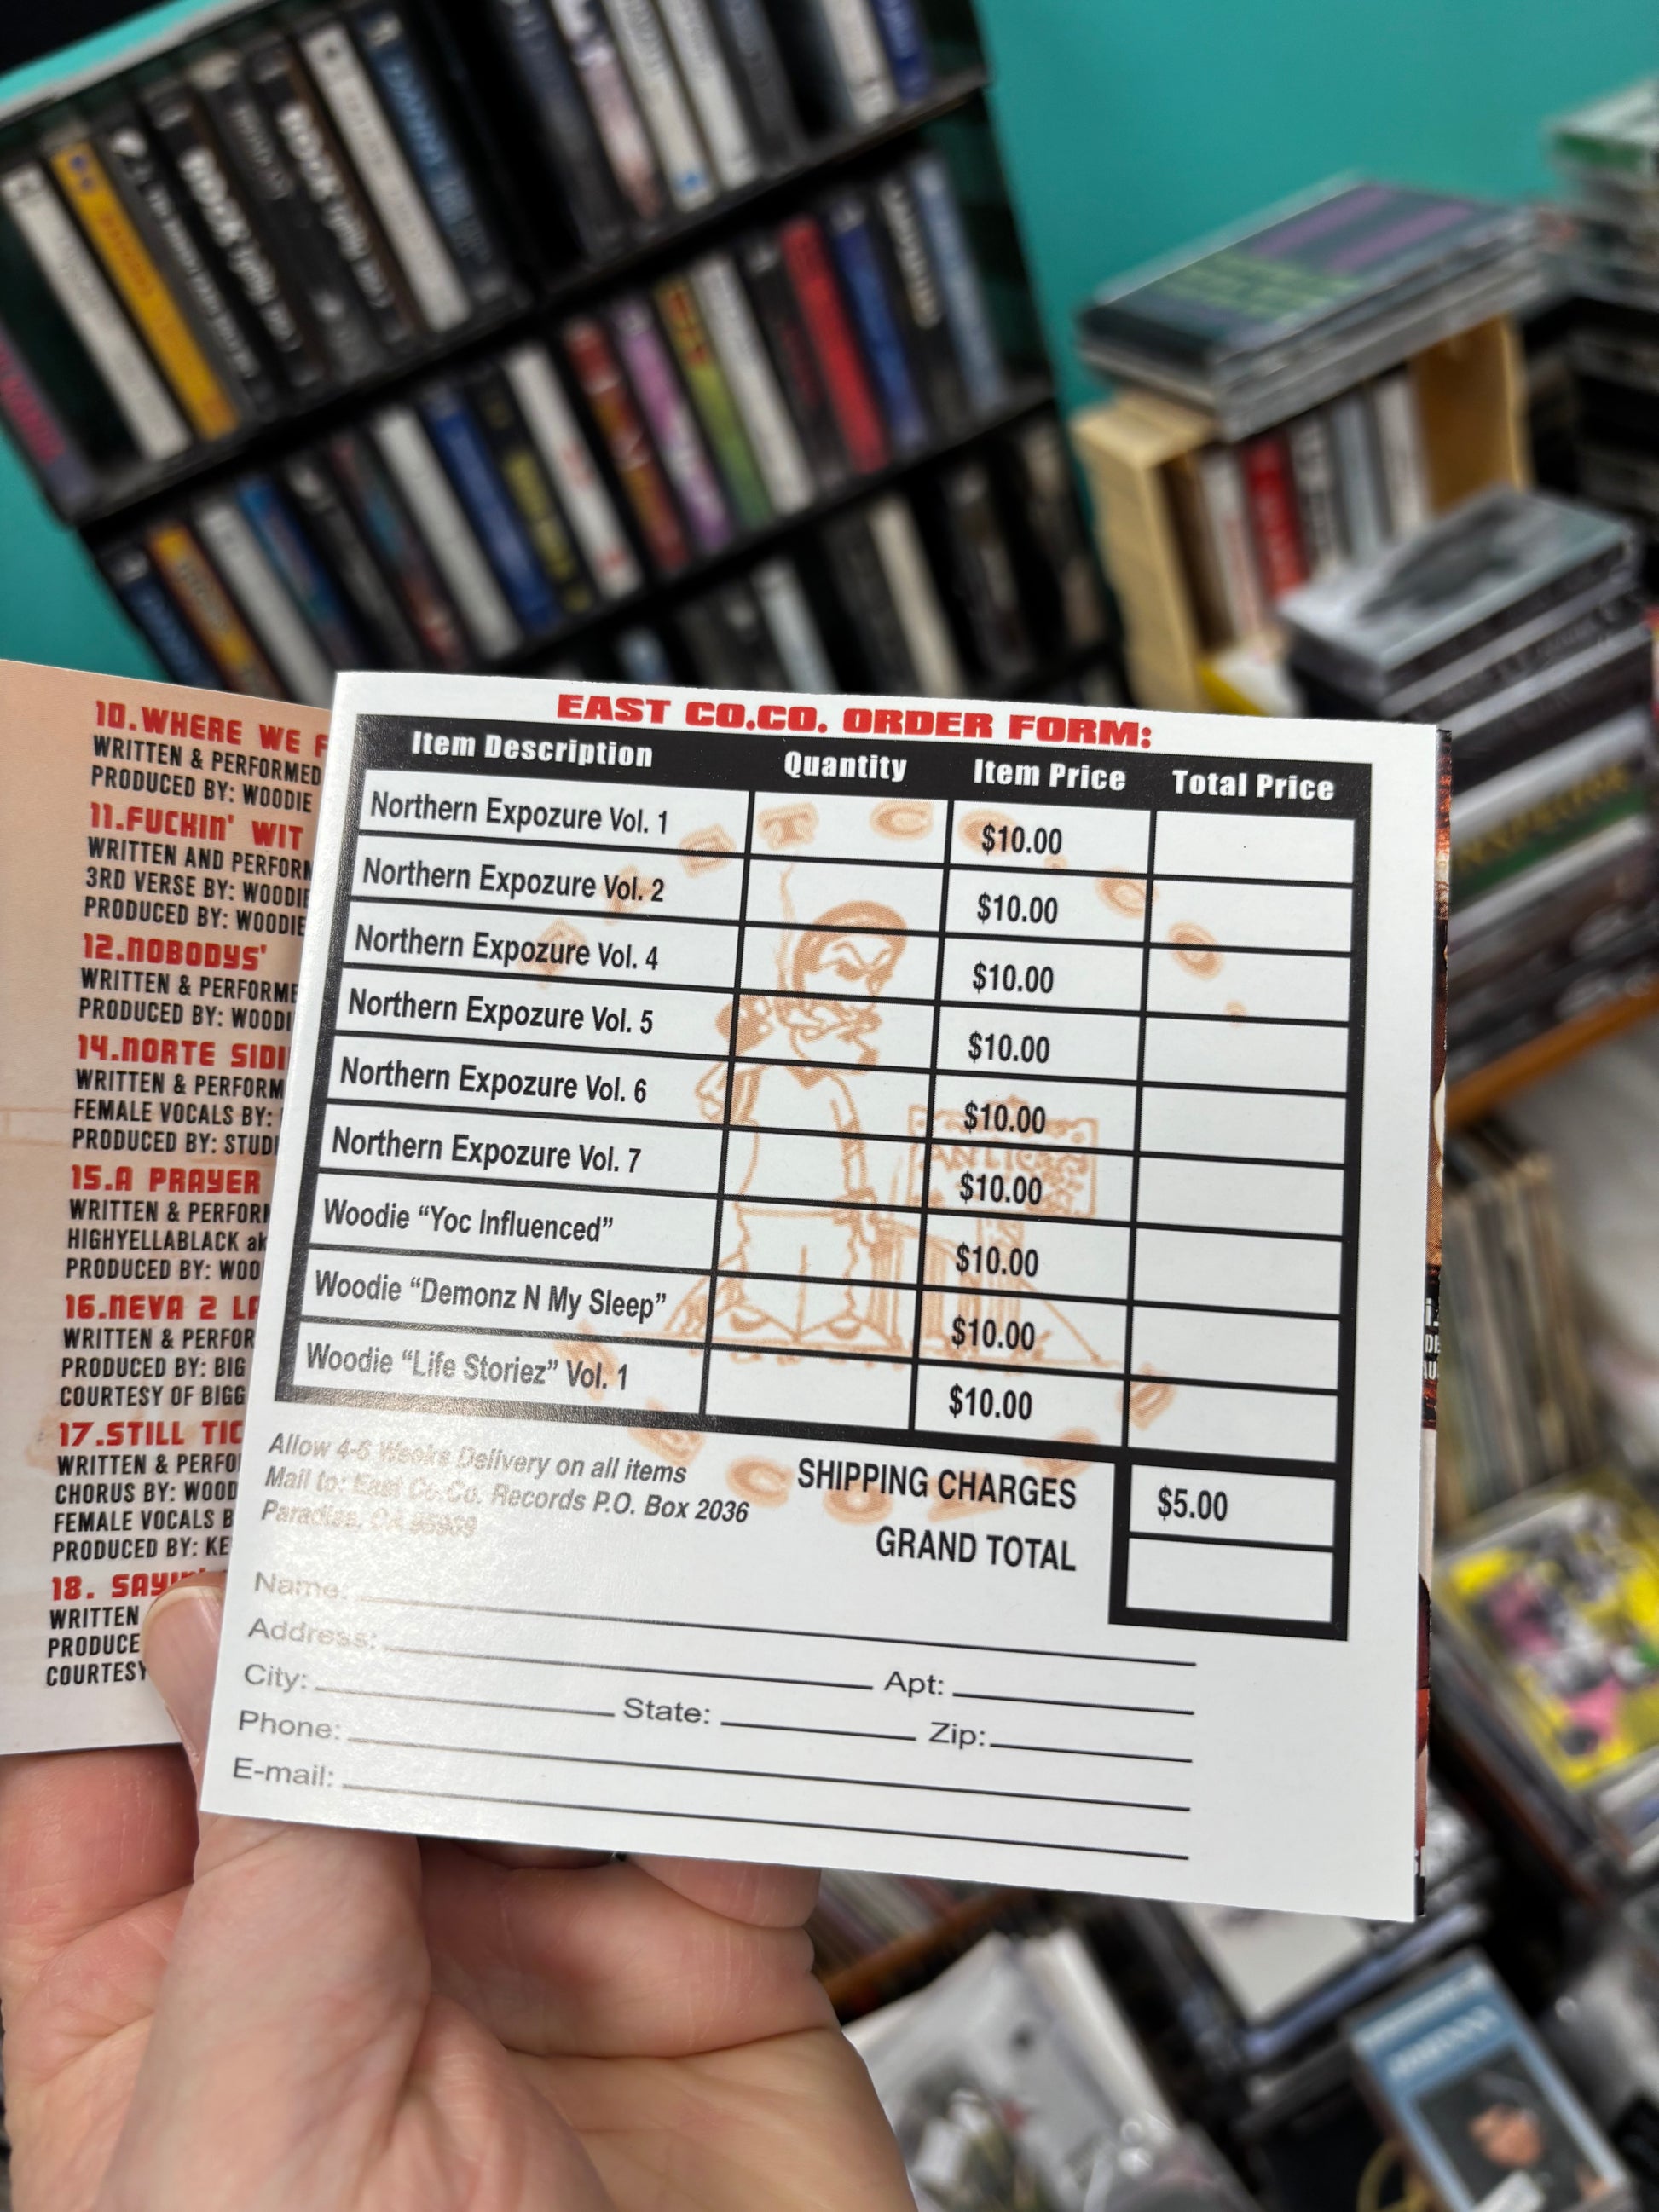 10.WHERE WE
WRITTEN & PERFORMED
PRODUCED BY: WOODIE
11.FUCKIN' WIT
WRITTEN AND PERFORM
3RD VERSE BY: WOODIE
PRODUCED BY: WOODIE
12.NOBODYS'
WRITTEN & PERFORME
PRODUCED BY: WOODI
14.NORTE SIDI
WRITTEN & PERFORM
FEMALE VOCALS BY:
PRODUCED BY: STUDI
15.A PRAYER
WRITTEN & PERFORM
HIGHYELLABLACK ak
PRODUCED BY: WOO
16.NEVA 2 LA
WRITTEN & PERFOR
PRODUCED BY: BIG
COURTESY OF BIGG
17.STILL TIC
WRITTEN & PERFO
CHORUS BY: WOOD
FEMALE VOCALS B
PRODUCED BY: KE
18. SAYIN'
WRITTEN
PRODUCE
COURTESY
EAST CO.CO. ORDER FORM:
Item Description Quantity Item Price Total Price
Northern Expozure Vol. 1 $10.00
Northern Expozure Vol. 2 $10.00
Northern Expozure Vol. 4 $10.00
Northern Expozure Vol. 5 $10.00
Northern Expozure Vol. 6 $10.00
Northern Expozure Vol. 7 $10.00
Woodie “Yoc Influenced” $10.00
Woodie “Demonz N My Sleep” $10.00
Woodie “Life Storiez” Vol. 1 $10.00
Allow 4-6 Weeks Delivery on all items
Mail to: East Co.Co. Records P.O. Box 2036
Paradise, CA 95969
SHIPPING CHARGES $5.00
GRAND TOTAL
Name:
Address: Apt:
City: State: Zip:
Phone:
E-mail: